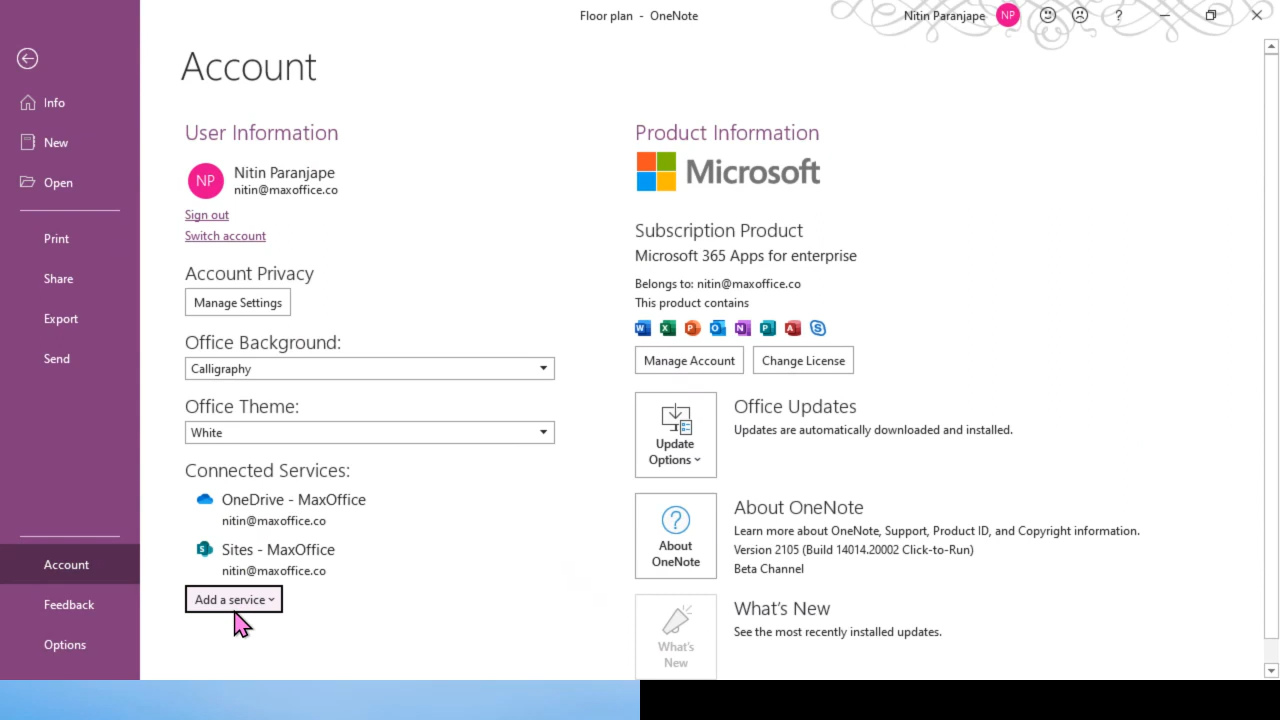 Floor plan - OneNote
Nitin Paranjape NP ?
Account
Info
New
Open
Print
Share
Export
Send
Account
Feedback
Options
User Information
NP
Nitin Paranjape
nitin@maxoffice.co
Sign out
Switch account
Account Privacy
Manage Settings
Office Background:
Calligraphy
Office Theme:
White
Connected Services:
OneDrive - MaxOffice
nitin@maxoffice.co
S
Sites - MaxOffice
nitin@maxoffice.co
Add a service
Product Information
Microsoft
Subscription Product
Microsoft 365 Apps for enterprise
Belongs to: nitin@maxoffice.co
This product contains
W X P O N P A S
Manage Account Change License
Update
Options
Office Updates
Updates are automatically downloaded and installed.
?
About
OneNote
About OneNote
Learn more about OneNote, Support, Product ID, and Copyright information.
Version 2105 (Build 14014.20002 Click-to-Run)
Beta Channel
What's
New
What's New
See the most recently installed updates.